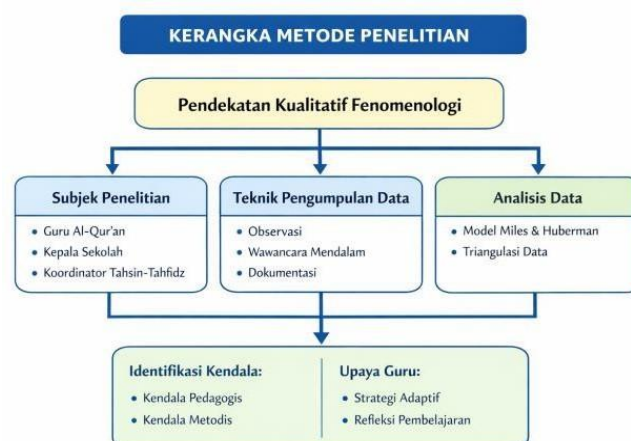 KERANGKA METODE PENELITIAN
Pendekatan Kualitatif Fenomenologi
Subjek Penelitian
• Guru Al-Qur'an
• Kepala Sekolah
• Koordinator Tahsin-Tahfidz
Teknik Pengumpulan Data
• Observasi
• Wawancara Mendalam
• Dokumentasi
Analisis Data
• Model Miles & Huberman
• Triangulasi Data
Identifikasi Kendala:
• Kendala Pedagogis
• Kendala Metodis
Upaya Guru:
• Strategi Adaptif
• Refleksi Pembelajaran